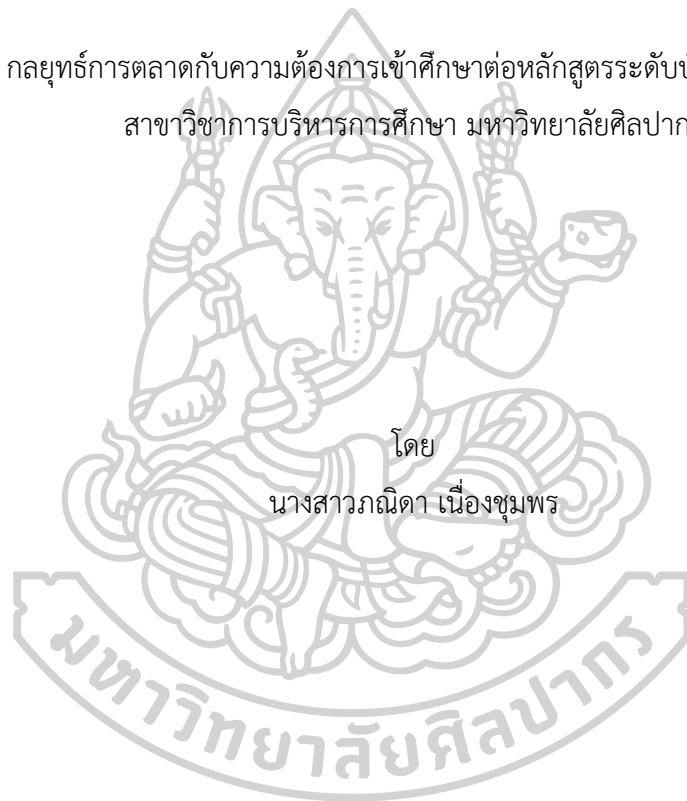 กลยุทธ์การตลาดกับความต้องการเข้าศึกษาต่อหลักสูตรระดับ
สาขาวิชาการบริหารการศึกษา มหาวิทยาลัยศิลปาก
โดย
นางสาวภณิดา เนื่องชุมพร
มหาวิทยาลัยศิลปากร